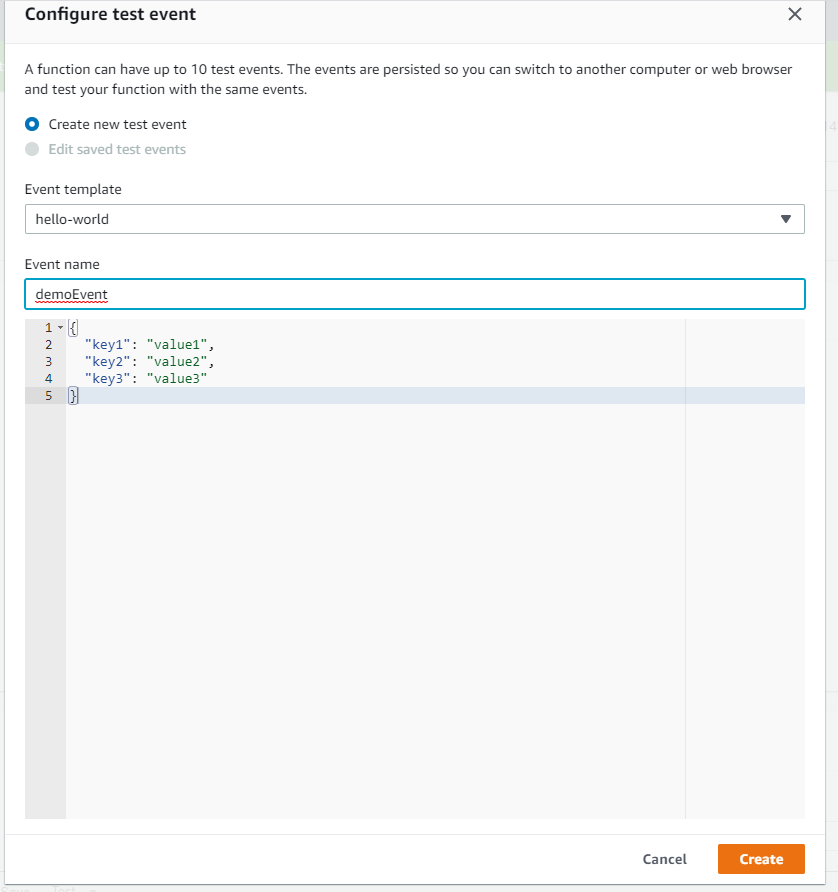 Configure test event
A function can have up to 10 test events. The events are persisted so you can switch to another computer or web browser
and test your function with the same events.
Create new test event
Edit saved test events
Event template
hello-world
Event name
demoEvent
1 {
2 "key1": "value1",
3 "key2": "value2",
4 "key3": "value3"
5 }
Cancel
Create